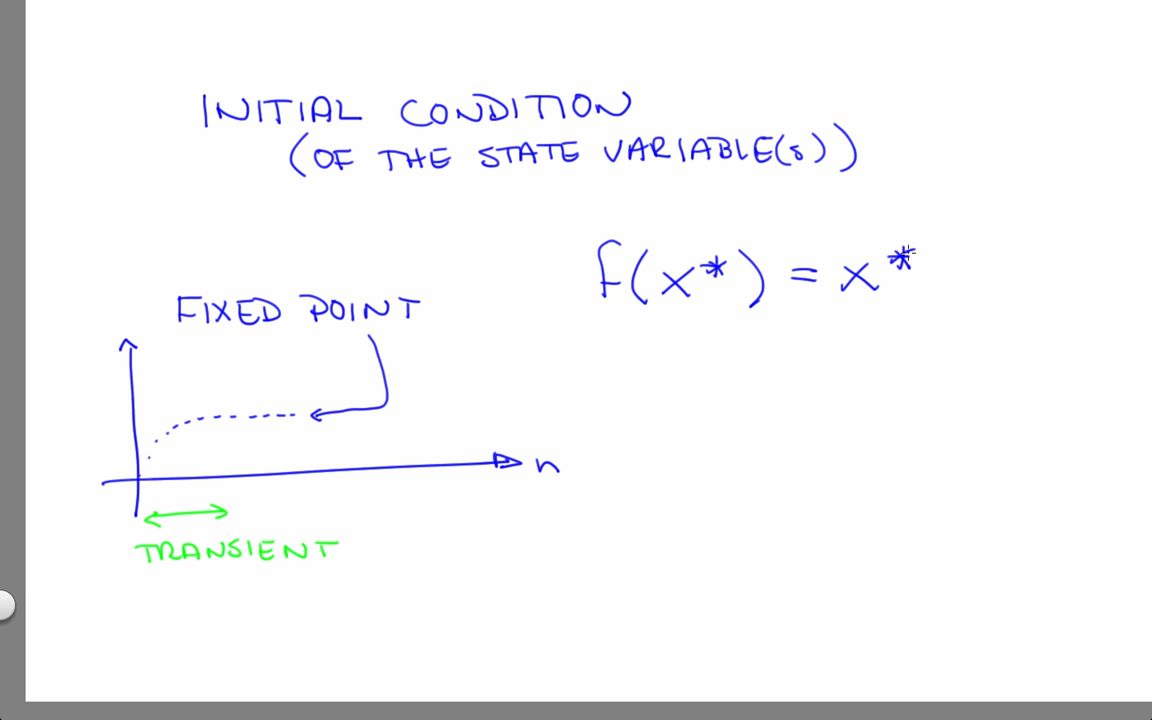 INITIAL CONDITION
(OF THE STATE VARIABLE(S))
f(x*) = x*
FIXED POINT
n
TRANSIENT